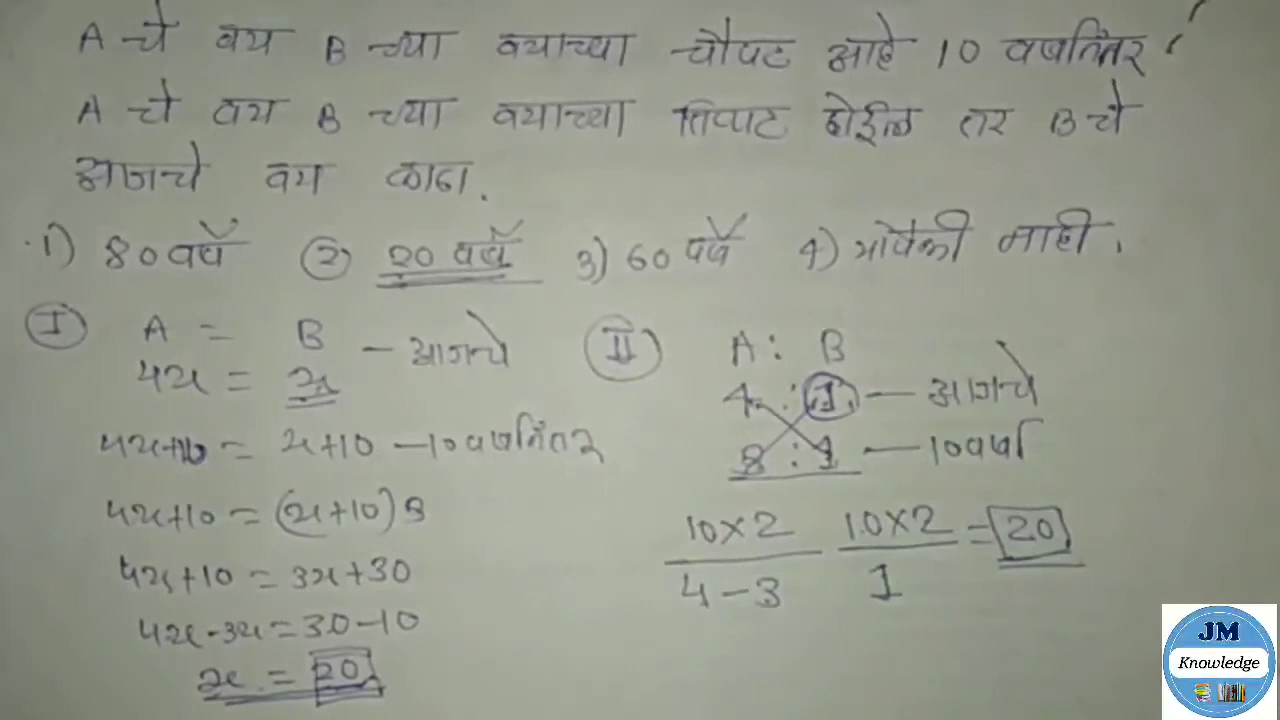 A चे वय B च्या वयाच्या चौपट आहे 10 वर्षानंतर
A चे वय B च्या वयाच्या तिप्पट होईल तर B चे
आजचे वय काढा.
1) 80 वर्षे 2) 20 वर्षे 3) 60 वर्षे 4) यापैकी नाही.
I A = B - आजचे
4x = x
4x+10 = x+10 - 10 वर्षानंतर
4x+10 = (x+10) 3
4x+10 = 3x+30
4x-3x = 30-10
x = 20
II A : B
4 : 1 - आजचे
3 : 1 - 10 वर्षा
10×2 / 4-3 10×2 / 1 = 20
JM
Knowledge